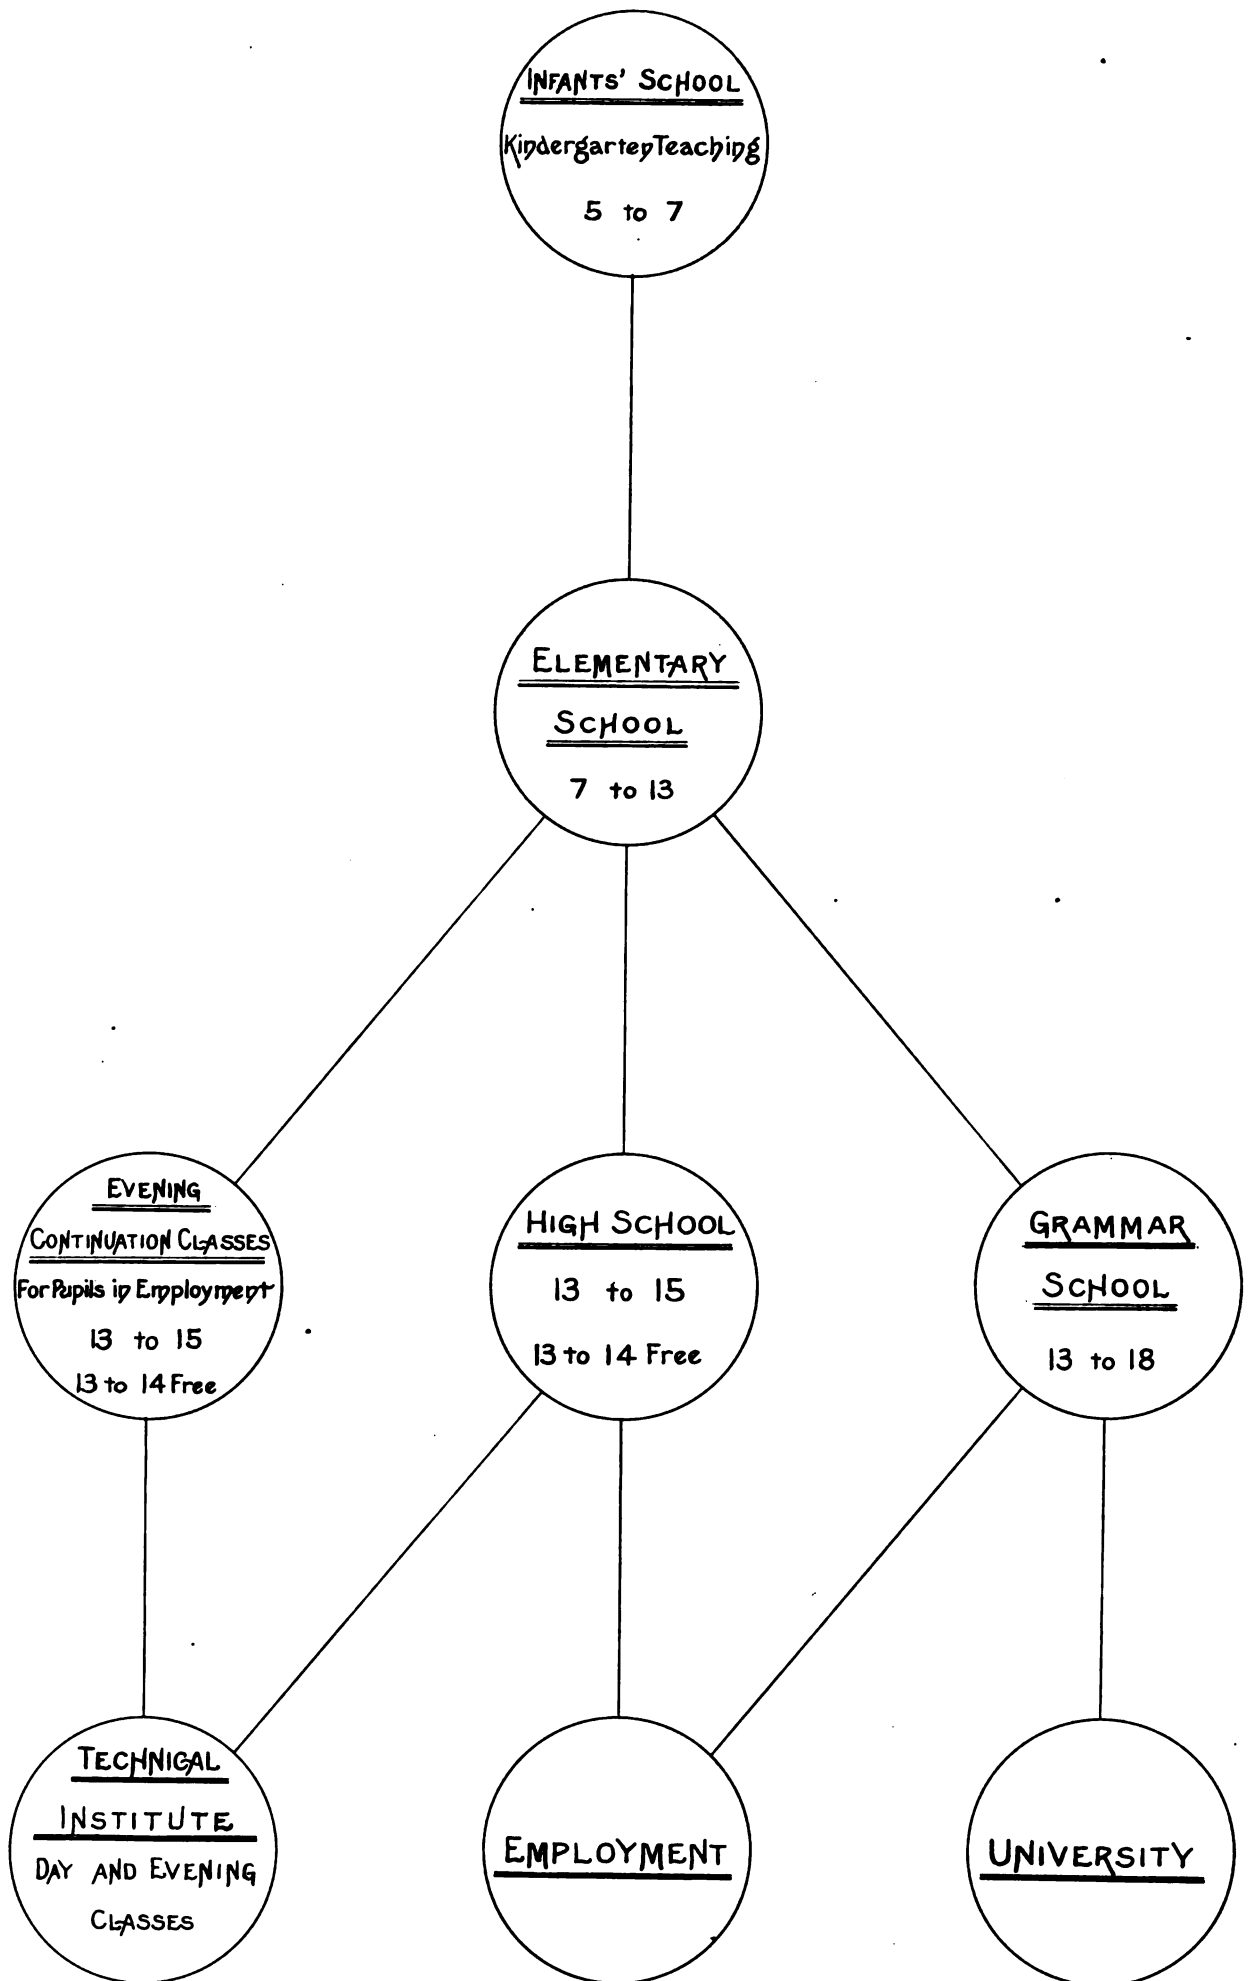 INFANTS' SCHOOL
Kindergarten Teaching
5 to 7
ELEMENTARY
SCHOOL
7 to 13
EVENING
CONTINUATION CLASSES
For Pupils in Employment
13 to 15
13 to 14 Free
HIGH SCHOOL
13 to 15
13 to 14 Free
GRAMMAR
SCHOOL
13 to 18
TECHNICAL
INSTITUTE
DAY AND EVENING
CLASSES
EMPLOYMENT
UNIVERSITY